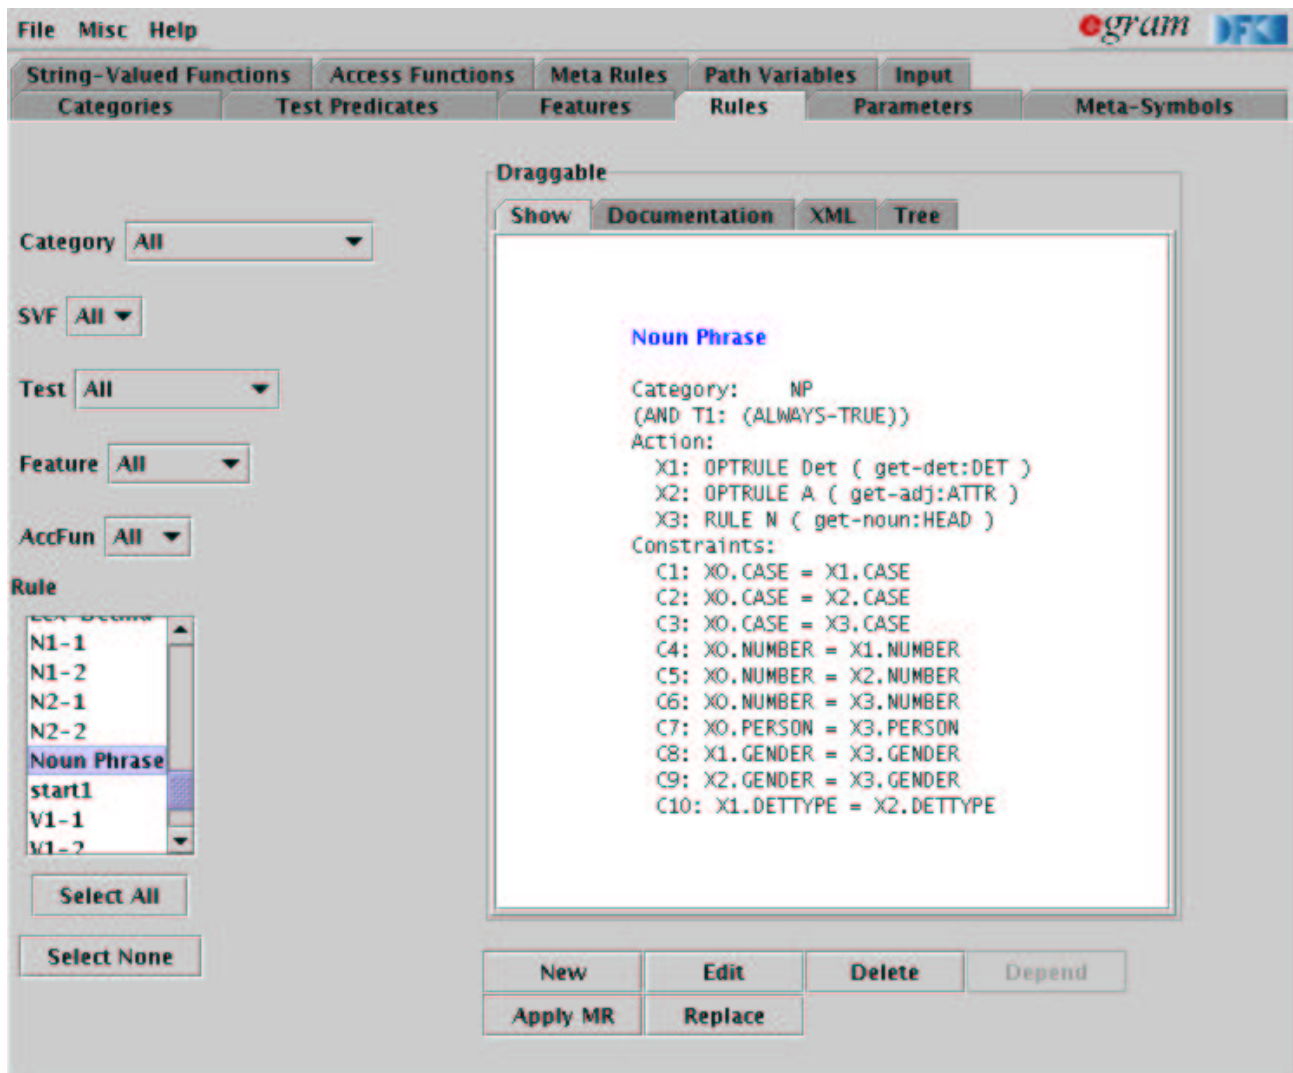 File Misc Help
egram DFKI
String-Valued Functions Access Functions Meta Rules Path Variables Input
Categories Test Predicates Features Rules Parameters Meta-Symbols
Draggable
Show Documentation XML Tree
Category All
SVF All
Test All
Feature All
AccFun All
Rule
N1-1
N1-2
N2-1
N2-2
Noun Phrase
start1
V1-1
V1-2
Select All
Select None
Noun Phrase
Category: NP
(AND T1: (ALWAYS-TRUE))
Action:
X1: OPTRULE Det ( get-det:DET )
X2: OPTRULE A ( get-adj:ATTR )
X3: RULE N ( get-noun:HEAD )
Constraints:
C1: X0.CASE = X1.CASE
C2: X0.CASE = X2.CASE
C3: X0.CASE = X3.CASE
C4: X0.NUMBER = X1.NUMBER
C5: X0.NUMBER = X2.NUMBER
C6: X0.NUMBER = X3.NUMBER
C7: X0.PERSON = X3.PERSON
C8: X1.GENDER = X3.GENDER
C9: X2.GENDER = X3.GENDER
C10: X1.DETTYPE = X2.DETTYPE
New Edit Delete Depend
Apply MR Replace